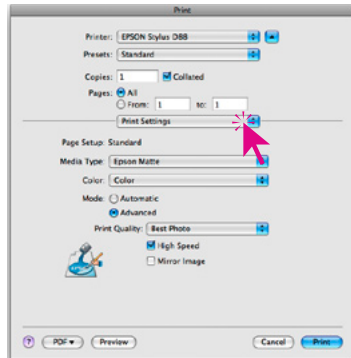 Print
Printer: EPSON Stylus D88
Presets: Standard
Copies: 1 Collated
Pages: All
From: 1 to: 1
Print Settings
Page Setup: Standard
Media Type: Epson Matte
Color: Color
Mode: Automatic
Advanced
Print Quality: Best Photo
High Speed
Mirror Image
? PDF Preview Cancel Print